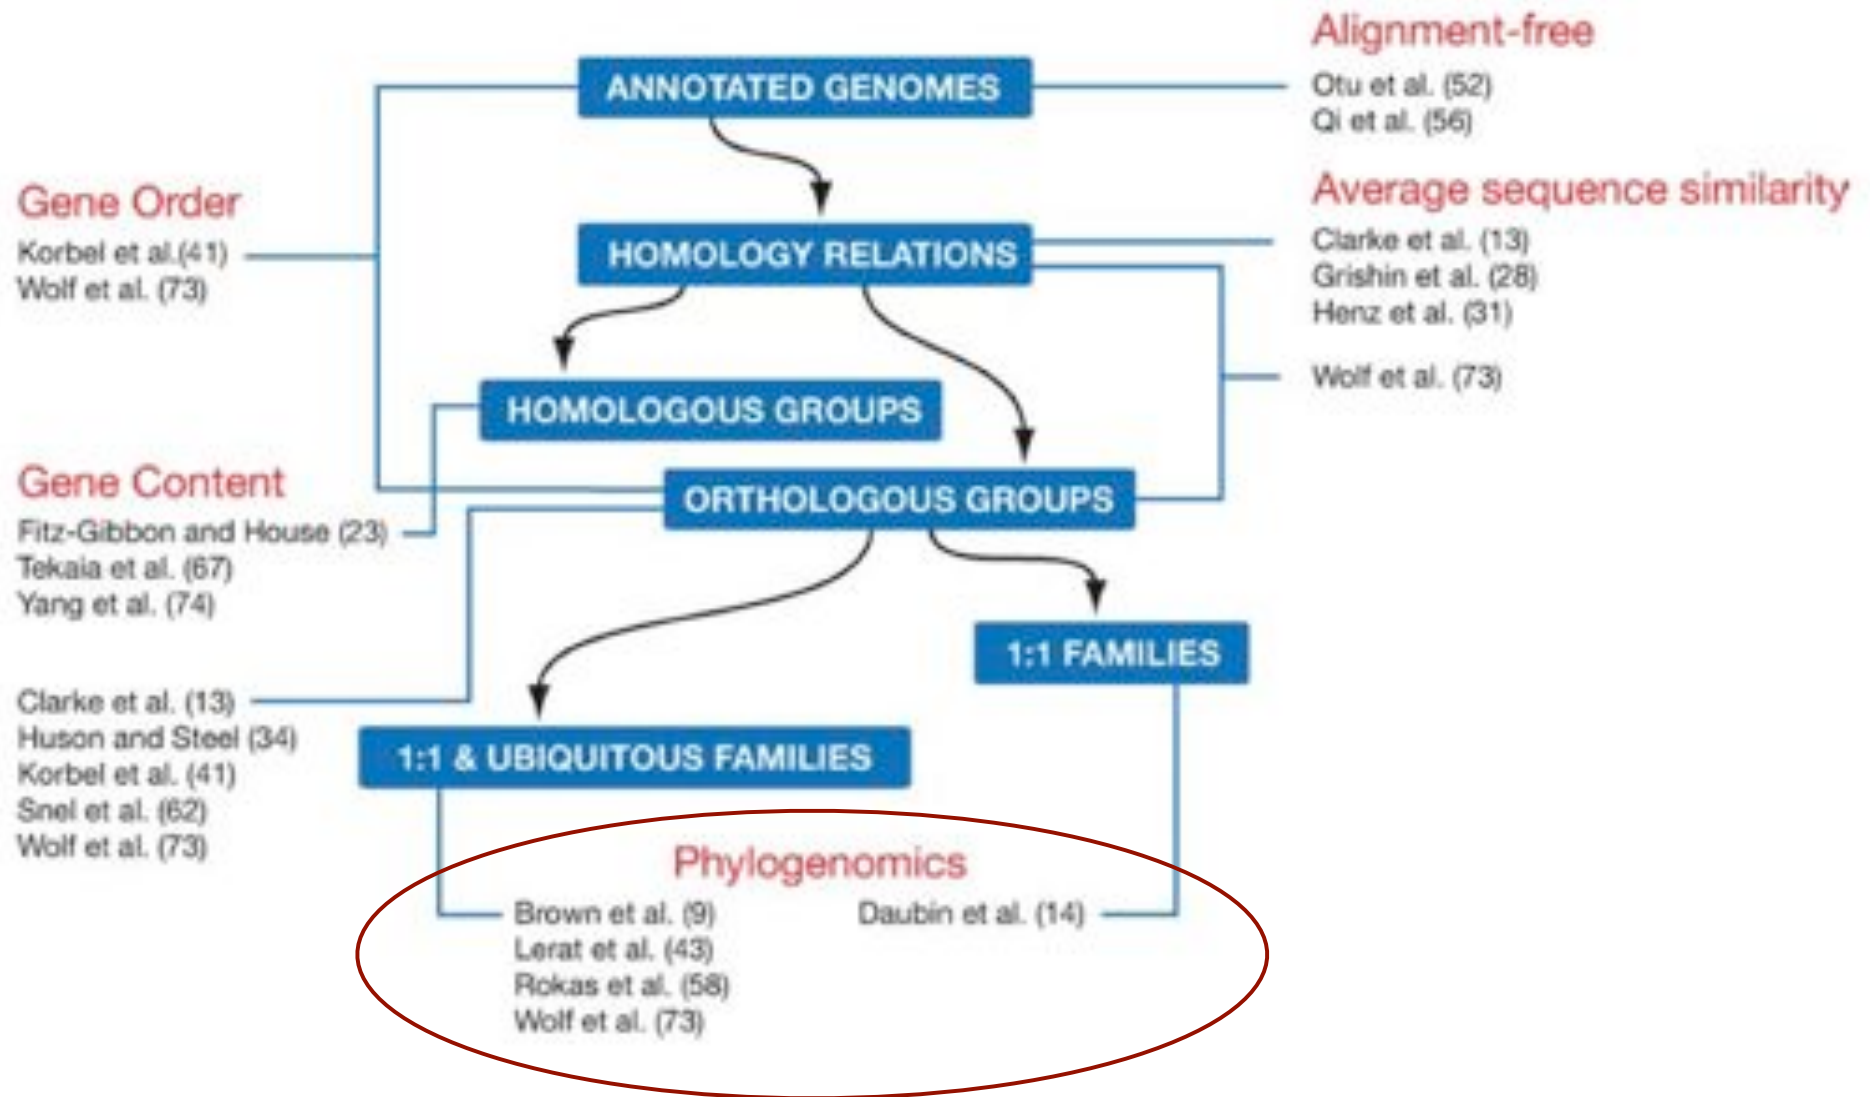 Alignment-free
ANNOTATED GENOMES
Otu et al. (52)
Qi et al. (56)
Gene Order
Korbel et al.(41)
Wolf et al. (73)
Average sequence similarity
HOMOLOGY RELATIONS
Clarke et al. (13)
Grishin et al. (28)
Henz et al. (31)
Wolf et al. (73)
HOMOLOGOUS GROUPS
Gene Content
ORTHOLOGOUS GROUPS
Fitz-Gibbon and House (23)
Tekaia et al. (67)
Yang et al. (74)
1:1 FAMILIES
Clarke et al. (13)
Huson and Steel (34)
Korbel et al. (41)
Snel et al. (62)
Wolf et al. (73)
1:1 & UBIQUITOUS FAMILIES
Phylogenomics
Brown et al. (9)
Lerat et al. (43)
Rokas et al. (58)
Wolf et al. (73)
Daubin et al. (14)